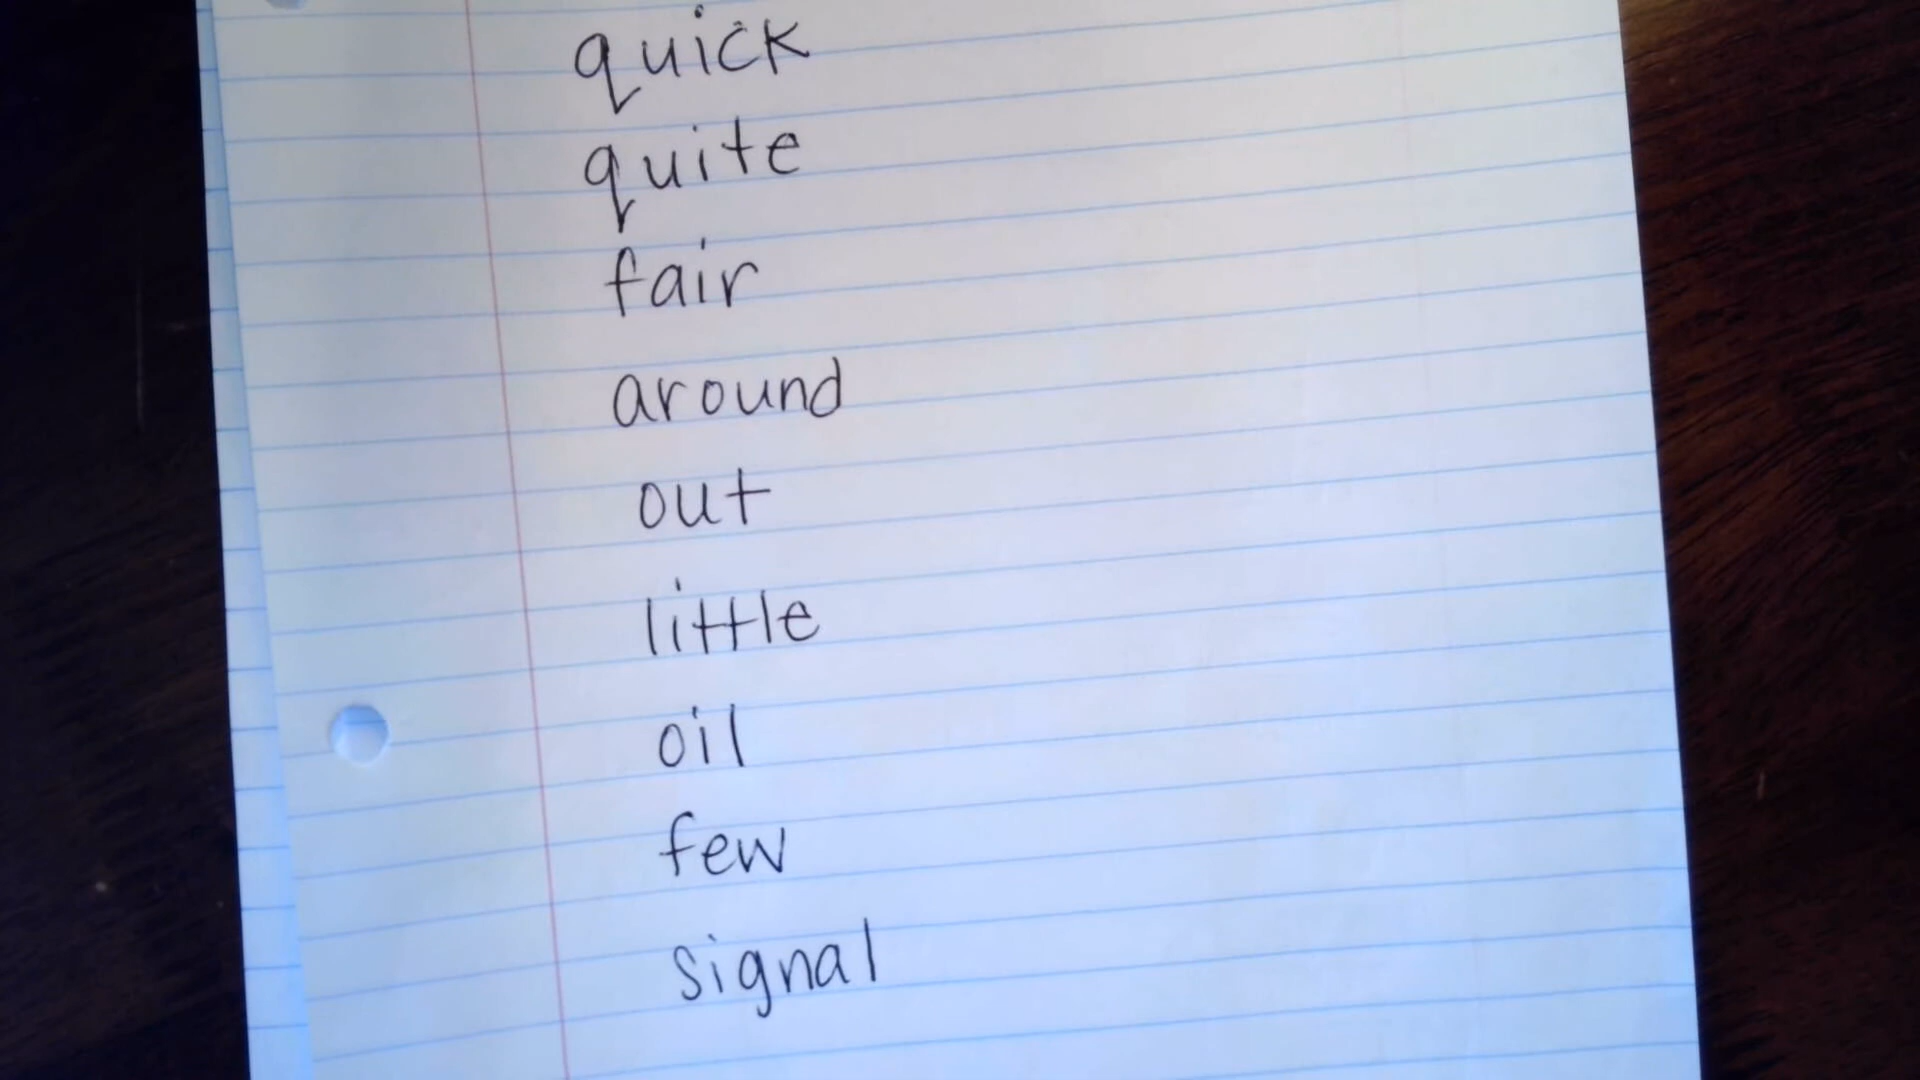 quick
quite
fair
around
out
little
oil
few
signal